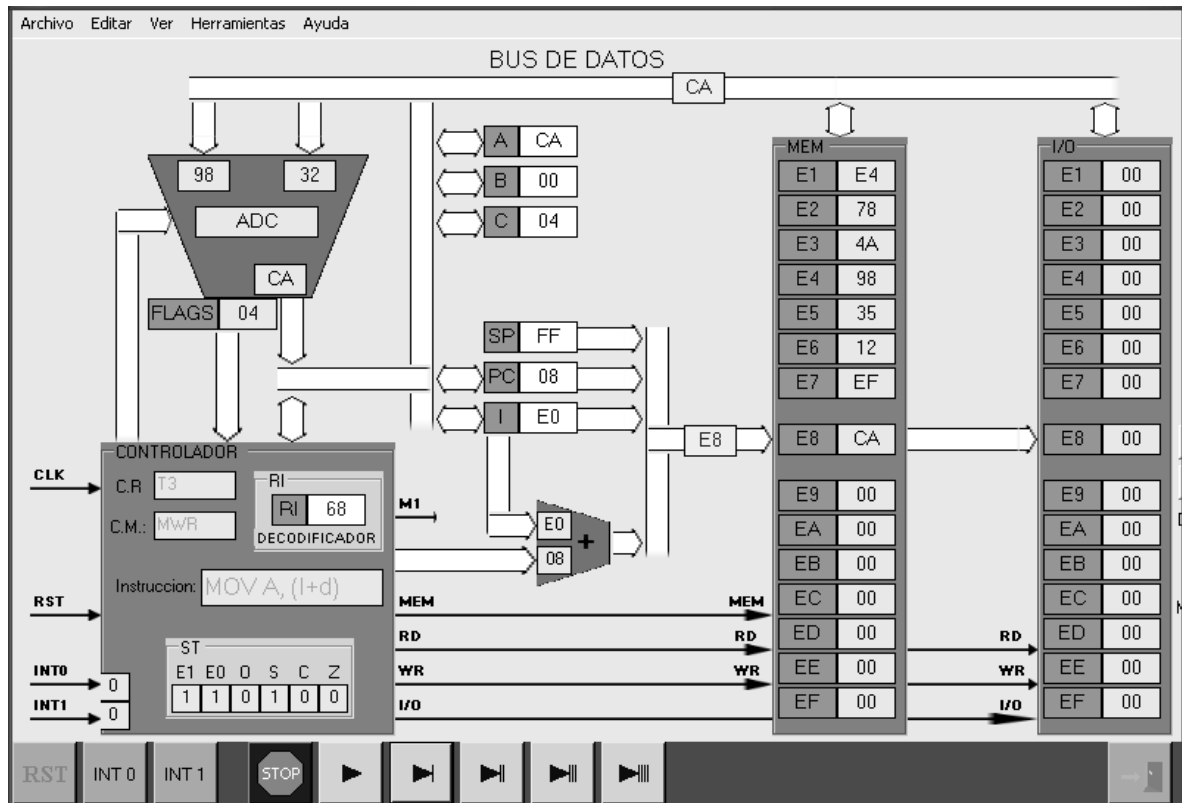 Archivo Editar Ver Herramientas Ayuda
BUS DE DATOS
CA
98 32
ADC
CA
FLAGS 04
A CA
B 00
C 04
SP FF
PC 08
I E0
E8
E0
08
+
CONTROLADOR
C.R T3
C.M.: MWR
RI
RI 68
DECODIFICADOR
Instruccion: MOV A, (I+d)
ST
E1 E0 O S C Z
1 1 0 1 0 0
CLK
RST
INT0
0
INT1
0
M1
MEM MEM
RD RD RD
WR WR WR
I/O I/O
MEM
E1 E4
E2 78
E3 4A
E4 98
E5 35
E6 12
E7 EF
E8 CA
E9 00
EA 00
EB 00
EC 00
ED 00
EE 00
EF 00
I/O
E1 00
E2 00
E3 00
E4 00
E5 00
E6 00
E7 00
E8 00
E9 00
EA 00
EB 00
EC 00
ED 00
EE 00
EF 00
RST INT 0 INT 1 STOP